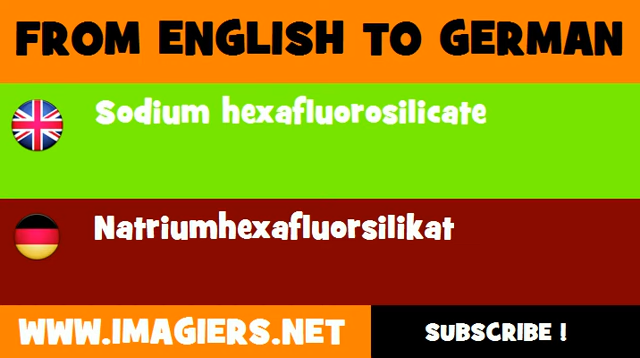 FROM ENGLISH TO GERMAN
Sodium hexafluorosilicate
Natriumhexafluorsilikat
WWW.IMAGIERS.NET
SUBSCRIBE !